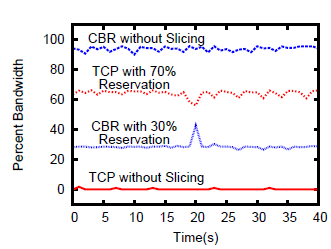 100
80
60
40
20
0
Percent Bandwidth
CBR without Slicing
TCP with 70%
Reservation
CBR with 30%
Reservation
TCP without Slicing
0 5 10 15 20 25 30 35 40
Time(s)